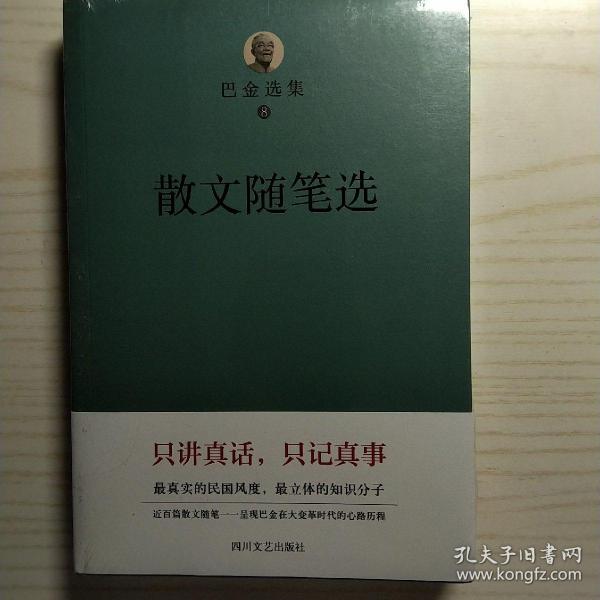 巴金选集
8
散文随笔选
只讲真话，只记真事
最真实的民国风度，最立体的知识分子
近百篇散文随笔——呈现巴金在大变革时代的心路历程
四川文艺出版社
孔夫子旧书网
www.kongfz.com